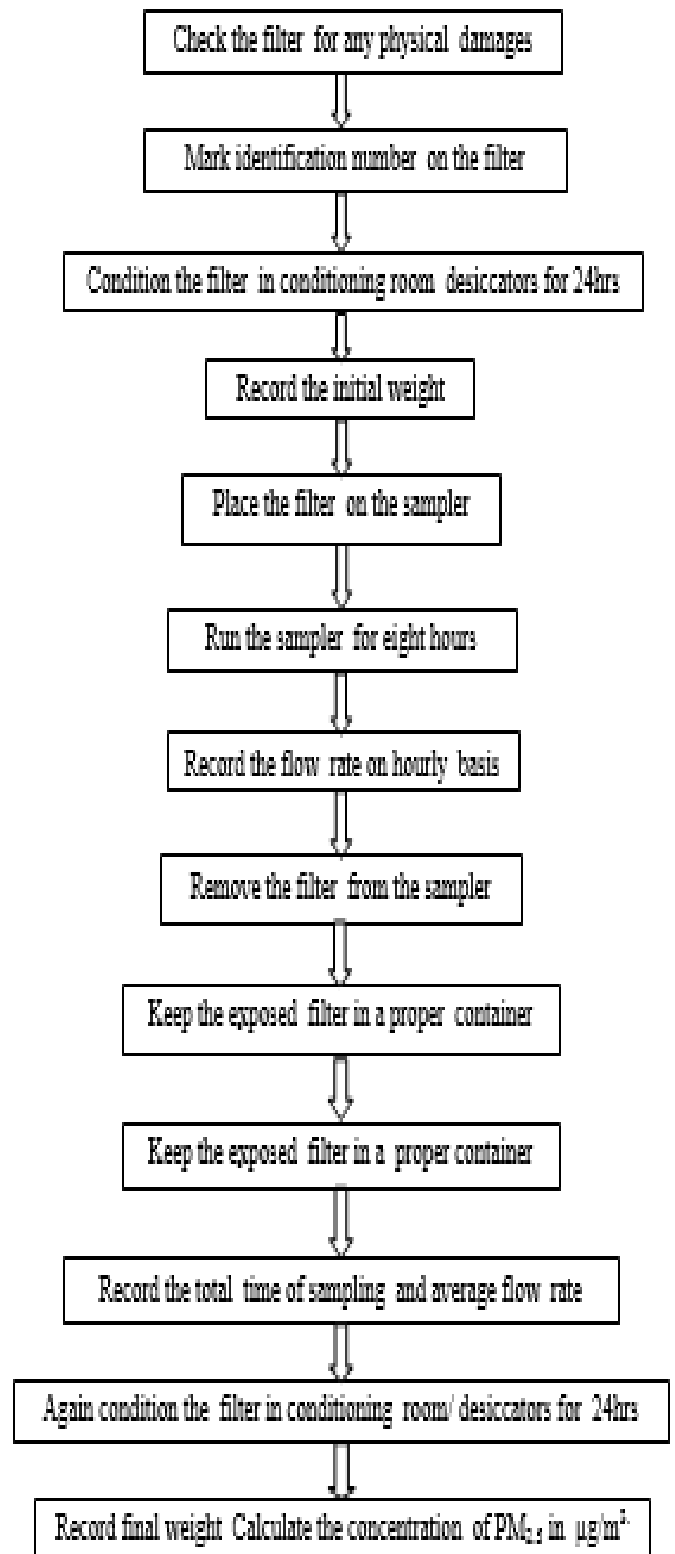 Check the filter for any physical damages
Mark identification number on the filter
Condition the filter in conditioning room desiccators for 24hrs
Record the initial weight
Place the filter on the sampler
Run the sampler for eight hours
Record the flow rate on hourly basis
Remove the filter from the sampler
Keep the exposed filter in a proper container
Keep the exposed filter in a proper container
Record the total time of sampling and average flow rate
Again condition the filter in conditioning room/ desiccators for 24hrs
Record final weight Calculate the concentration of PM₂.₅ in µg/m²·